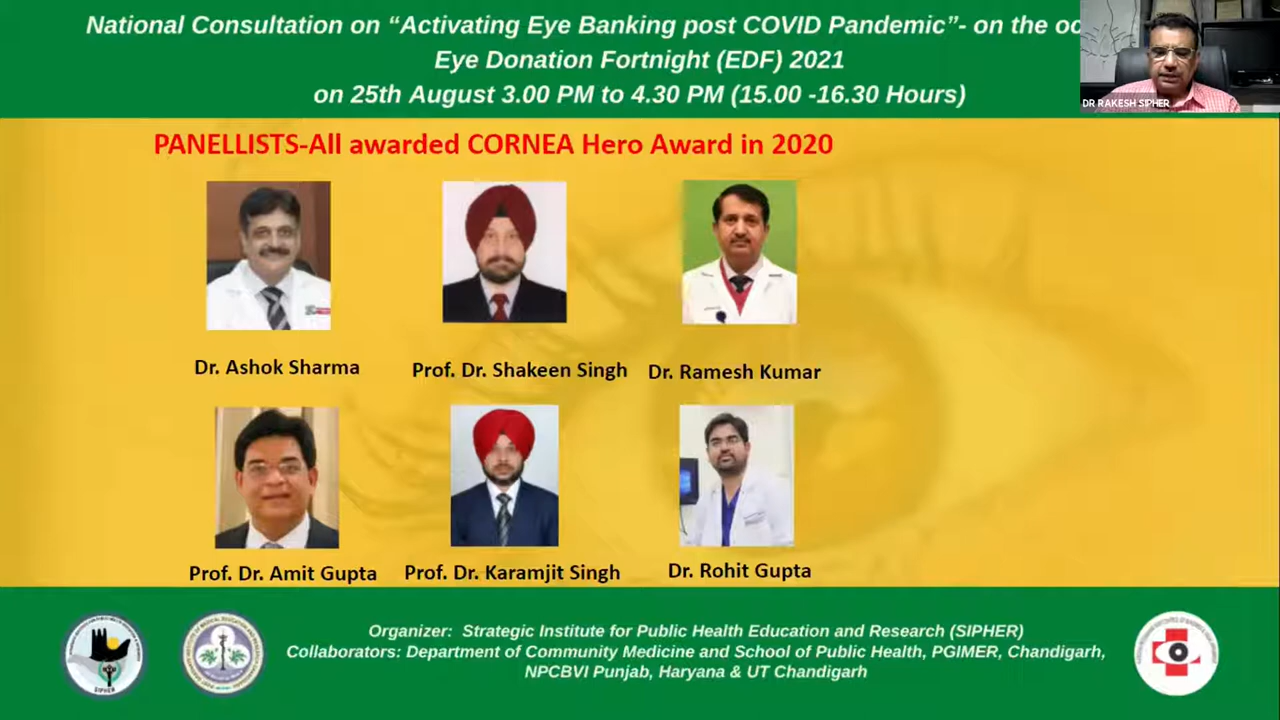 National Consultation on “Activating Eye Banking post COVID Pandemic”- on the oc
Eye Donation Fortnight (EDF) 2021
on 25th August 3.00 PM to 4.30 PM (15.00 -16.30 Hours)
DR RAKESH SIPHER
PANELLISTS-All awarded CORNEA Hero Award in 2020
Dr. Ashok Sharma
Prof. Dr. Shakeen Singh
Dr. Ramesh Kumar
Prof. Dr. Amit Gupta
Prof. Dr. Karamjit Singh
Dr. Rohit Gupta
Organizer: Strategic Institute for Public Health Education and Research (SIPHER)
Collaborators: Department of Community Medicine and School of Public Health, PGIMER, Chandigarh,
NPCBVI Punjab, Haryana & UT Chandigarh
SIPHER